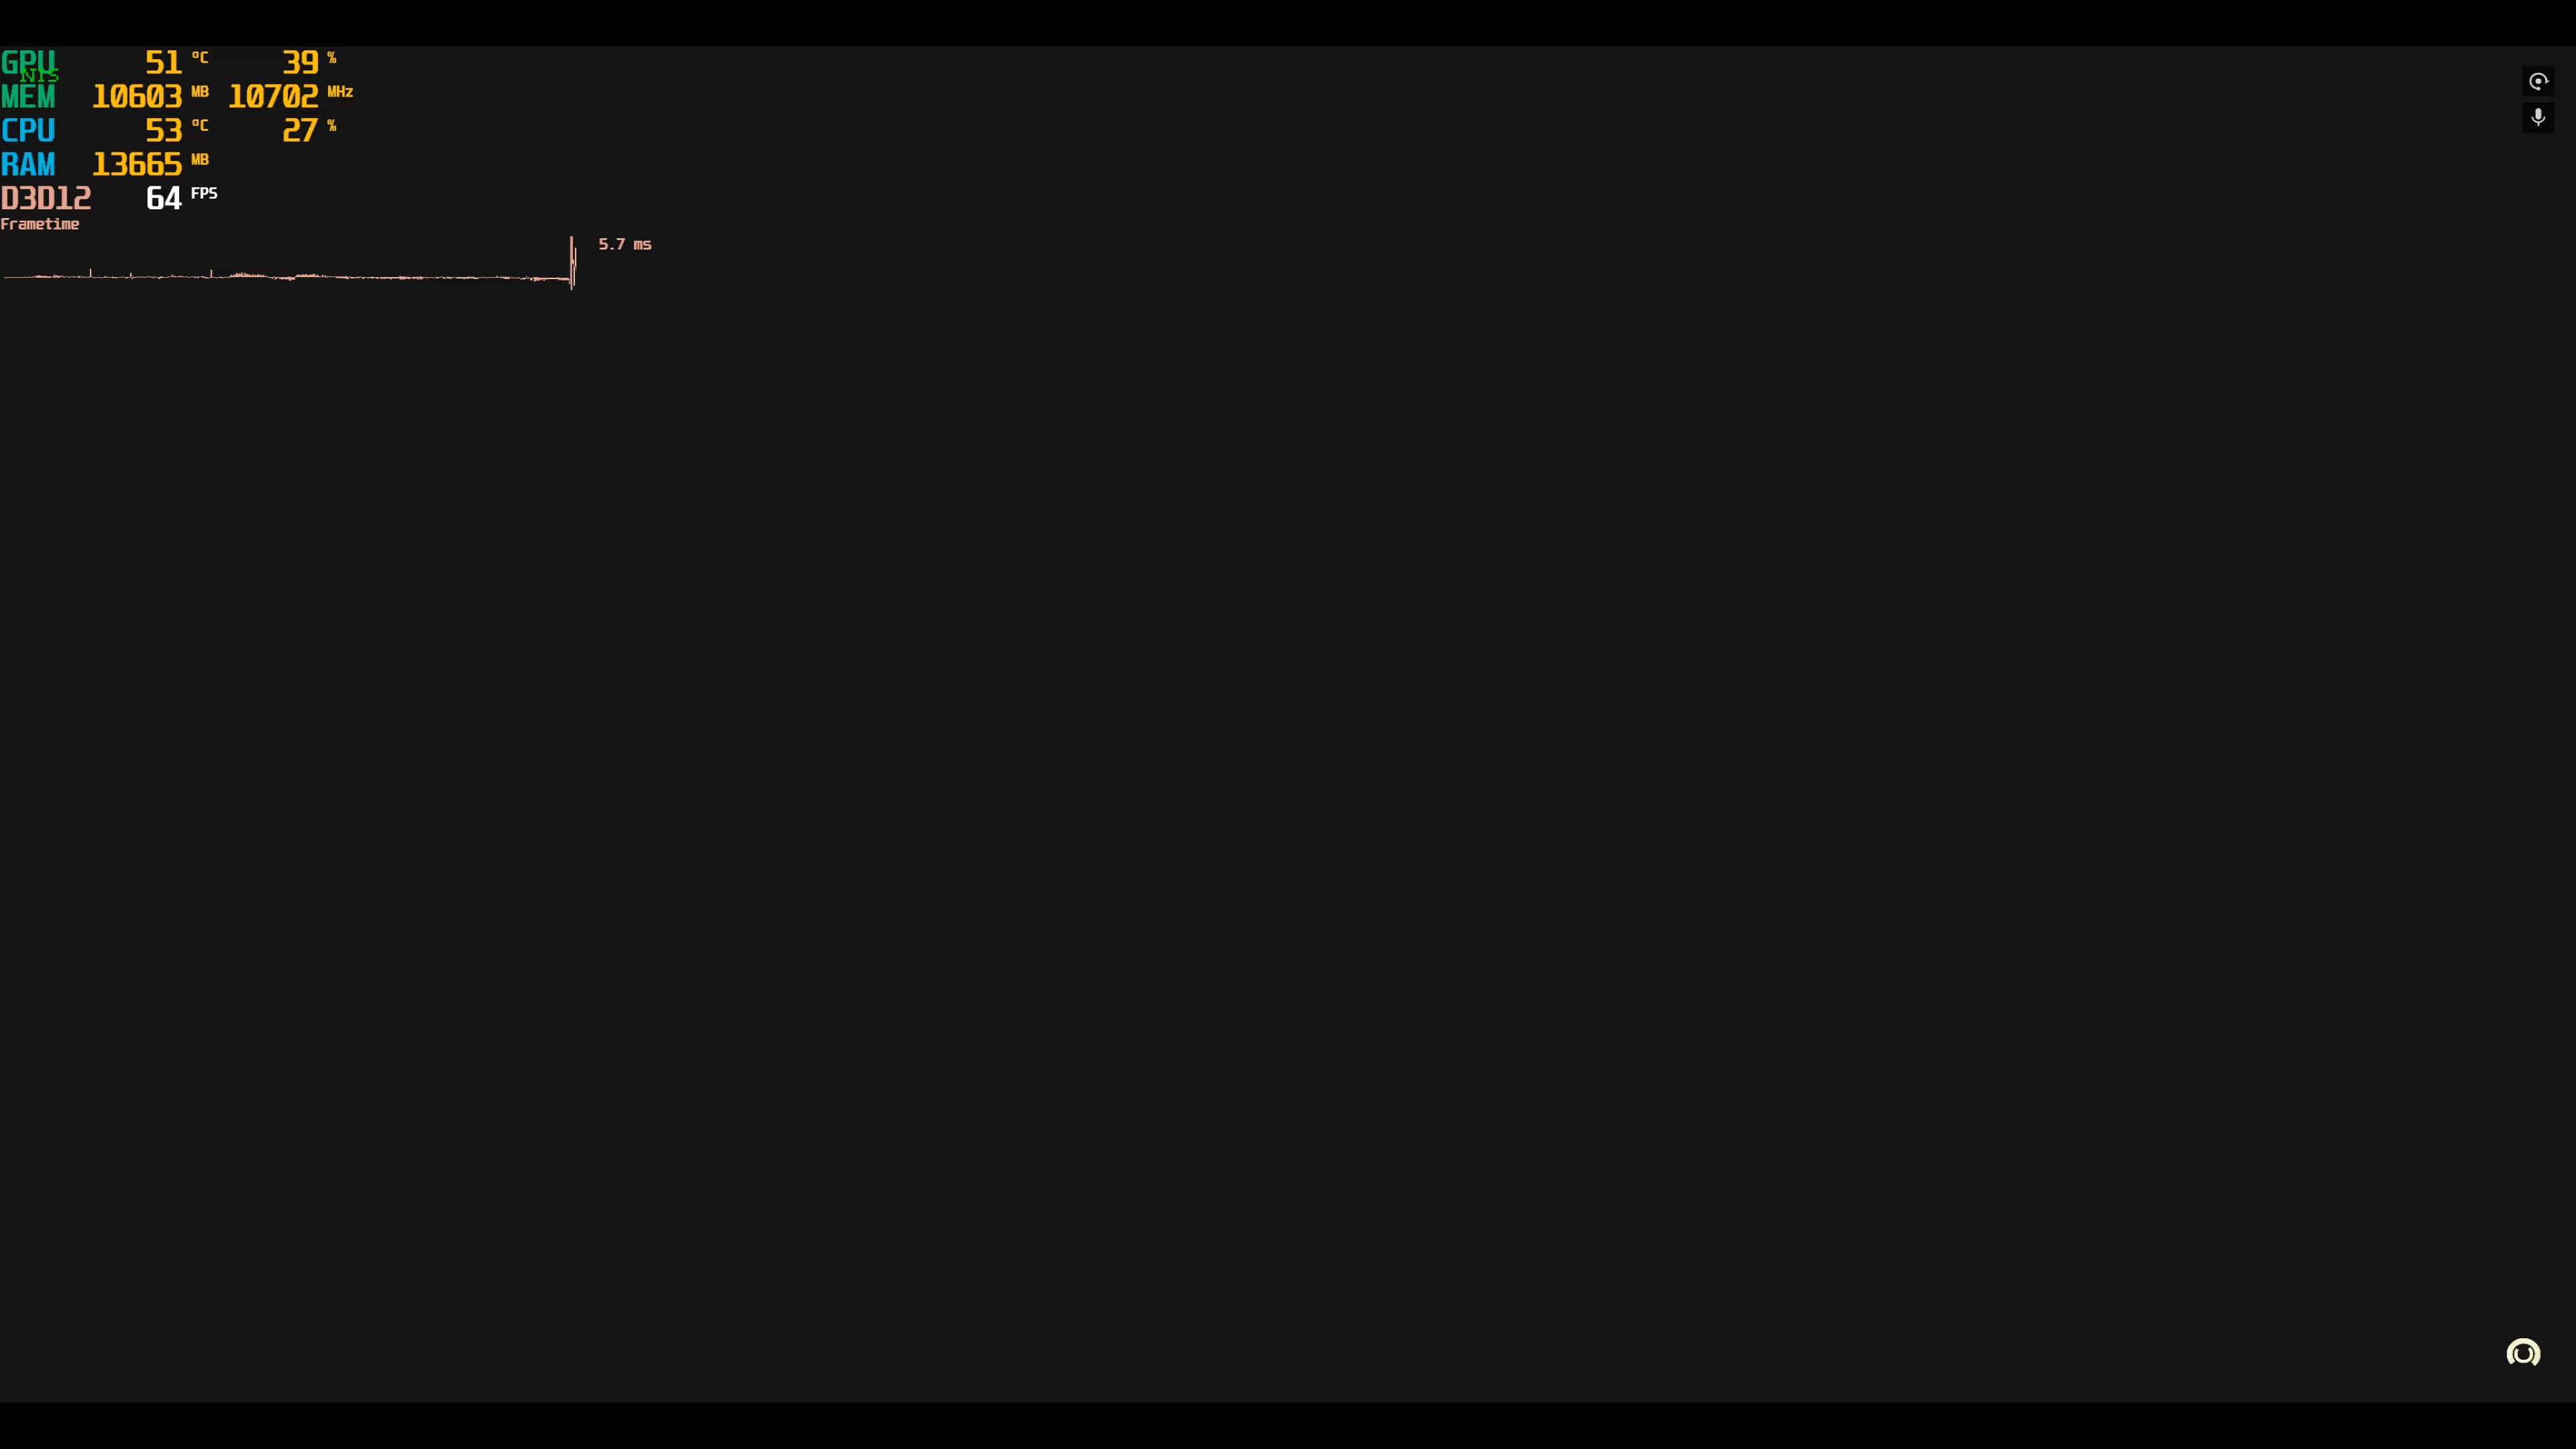 GPU 51 °C 39 %
NIS
MEM 10603 MB 10702 MHz
CPU 53 °C 27 %
RAM 13665 MB
D3D12 64 FPS
Frametime
5.7 ms